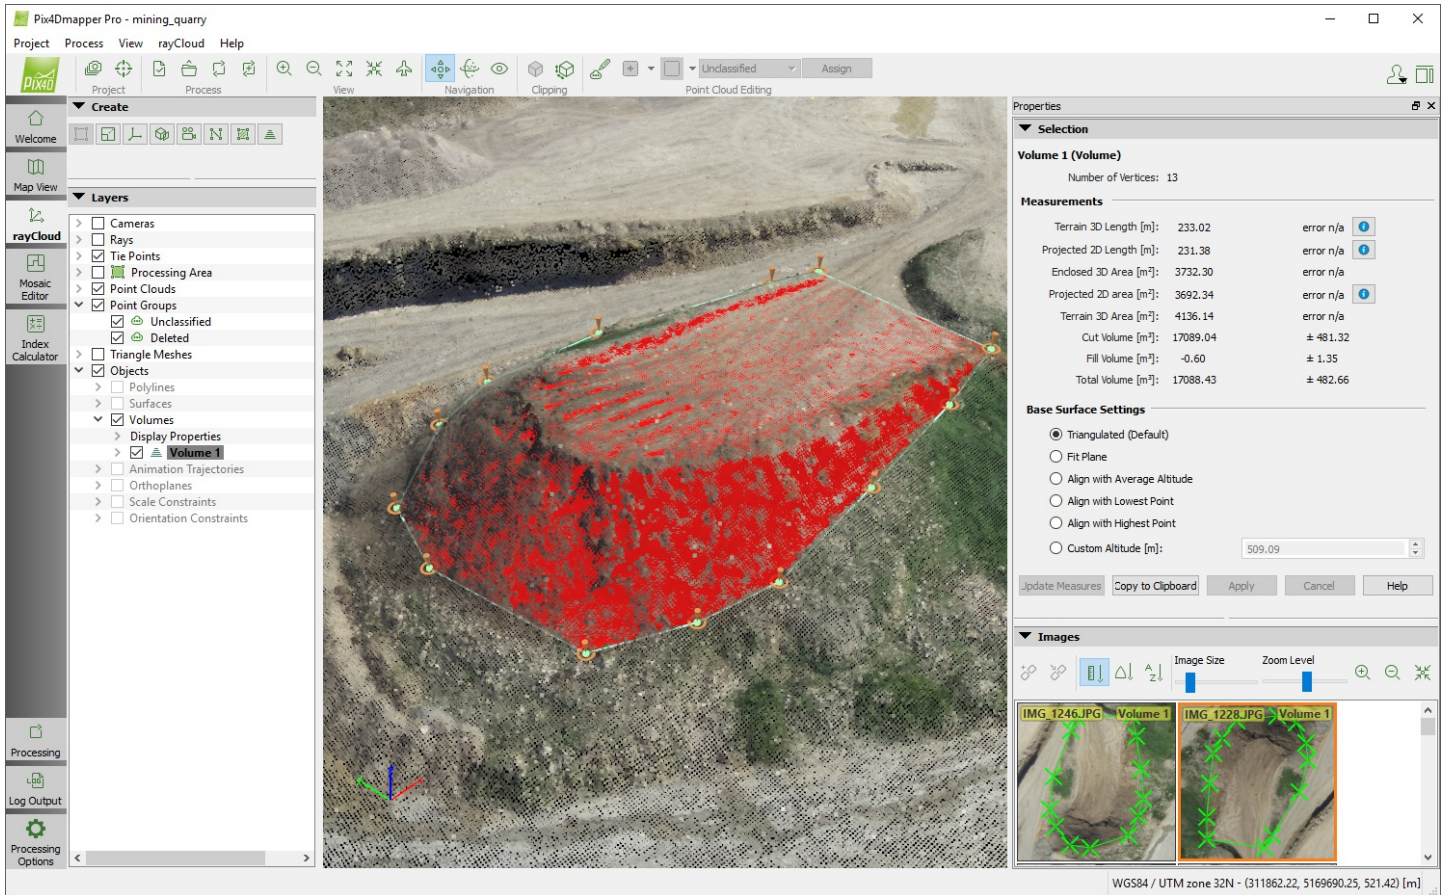 Pix4Dmapper Pro - mining_quarry
Project Process View rayCloud Help
PIX4D
Unclassified Assign
Project Process View Navigation Clipping Point Cloud Editing
Welcome
Map View
rayCloud
Mosaic
Editor
Index
Calculator
Processing
Log Output
Processing
Options
Create
Layers
Cameras
Rays
Tie Points
Processing Area
Point Clouds
Point Groups
Unclassified
Deleted
Triangle Meshes
Objects
Polylines
Surfaces
Volumes
Display Properties
Volume 1
Animation Trajectories
Orthoplanes
Scale Constraints
Orientation Constraints
Properties
Selection
Volume 1 (Volume)
Number of Vertices: 13
Measurements
Terrain 3D Length [m]: 233.02 error n/a
Projected 2D Length [m]: 231.38 error n/a
Enclosed 3D Area [m²]: 3732.30 error n/a
Projected 2D area [m²]: 3692.34 error n/a
Terrain 3D Area [m²]: 4136.14 error n/a
Cut Volume [m³]: 17089.04 ± 481.32
Fill Volume [m³]: -0.60 ± 1.35
Total Volume [m³]: 17088.43 ± 482.66
Base Surface Settings
Triangulated (Default)
Fit Plane
Align with Average Altitude
Align with Lowest Point
Align with Highest Point
Custom Altitude [m]: 509.09
Update Measures Copy to Clipboard Apply Cancel Help
Images
Image Size Zoom Level
A
Z
IMG_1246.JPG Volume 1
IMG_1228.JPG Volume 1
WGS84 / UTM zone 32N - (311862.22, 5169690.25, 521.42) [m]